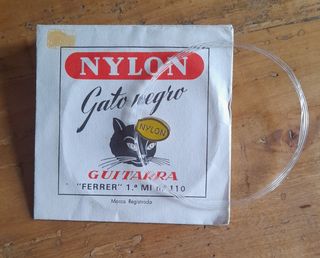 NYLON
Gato negro
NYLON
GUITARRA
"FERRER" 1.ª MI n.º 110
Marca Registrada